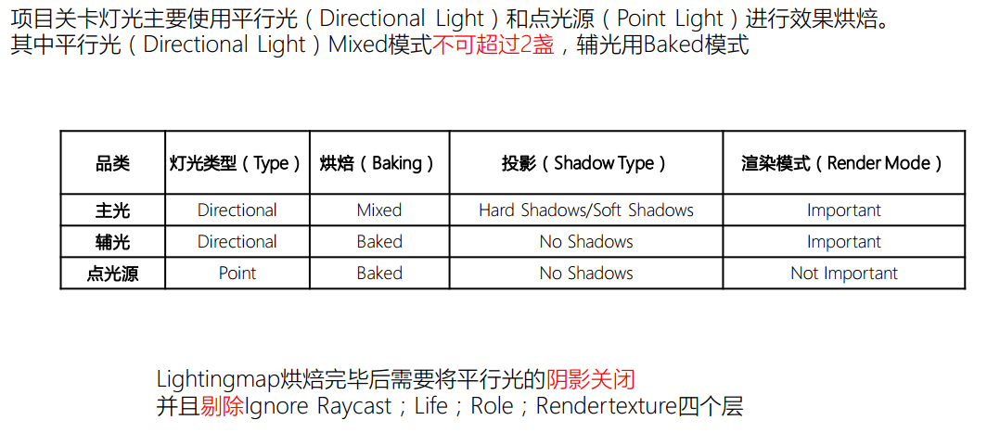 项目关卡灯光主要使用平行光（Directional Light）和点光源（Point Light）进行效果烘焙。
其中平行光（Directional Light）Mixed模式不可超过2盏，辅光用Baked模式
品类 灯光类型（Type） 烘焙（Baking） 投影（Shadow Type） 渲染模式（Render Mode）
主光 Directional Mixed Hard Shadows/Soft Shadows Important
辅光 Directional Baked No Shadows Important
点光源 Point Baked No Shadows Not Important
Lightingmap烘焙完毕后需要将平行光的阴影关闭
并且剔除Ignore Raycast；Life；Role；Rendertexture四个层